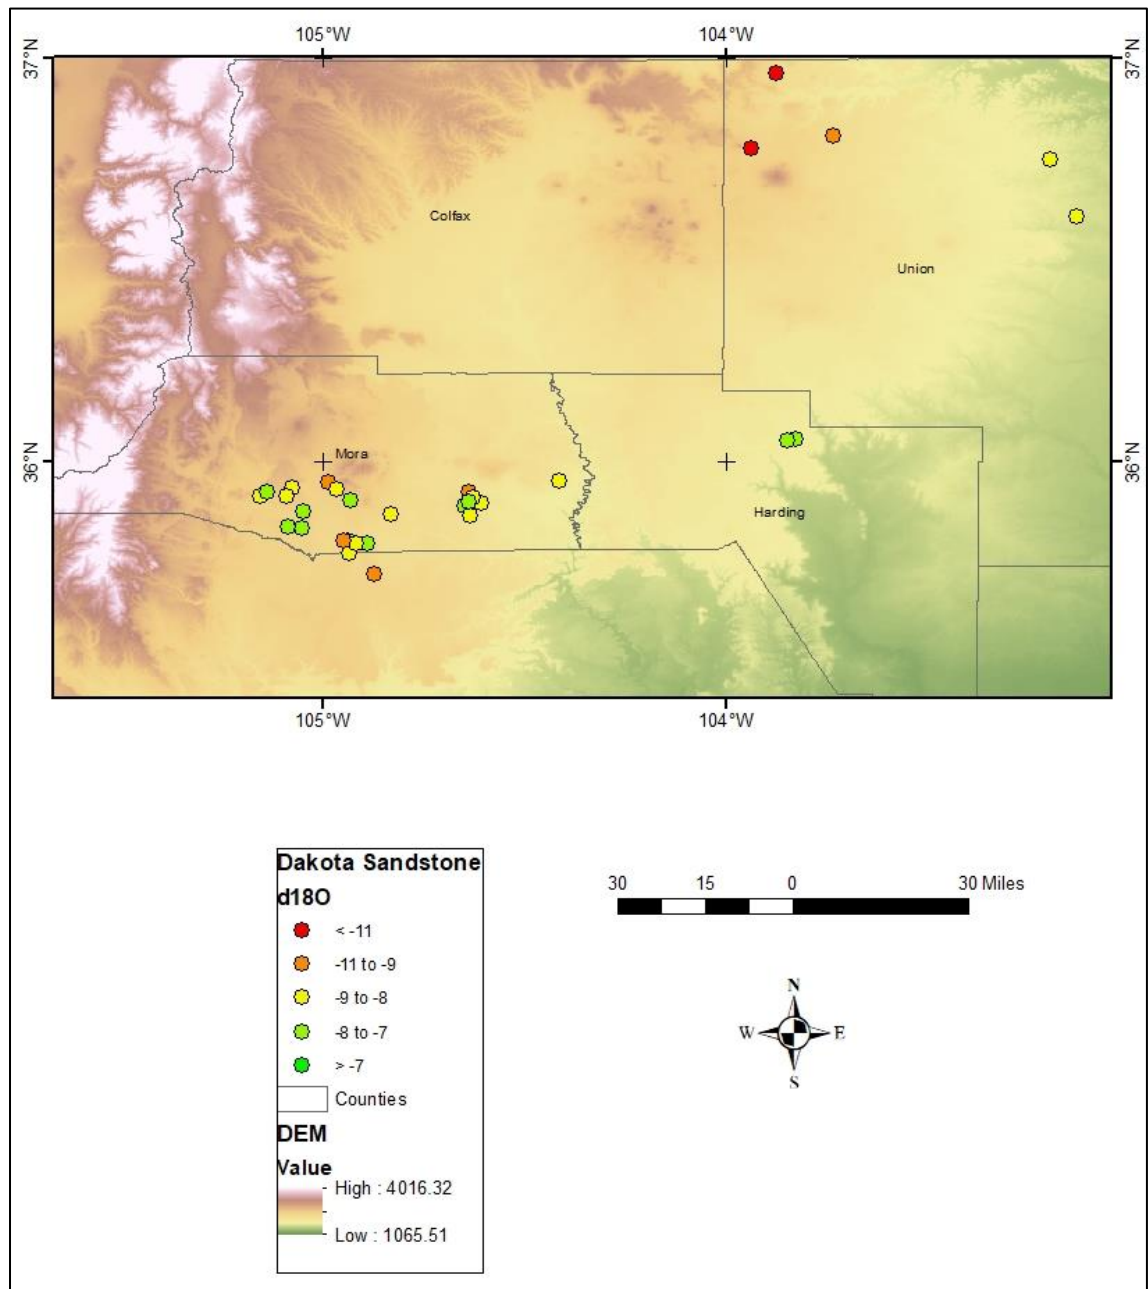 105°W 104°W
37°N 37°N
Colfax
Union
Mora
36°N 36°N
Harding
105°W 104°W
Dakota Sandstone
d18O
< -11
-11 to -9
-9 to -8
-8 to -7
> -7
Counties
DEM
Value
High : 4016.32
Low : 1065.51
30 15 0 30 Miles
N
W E
S